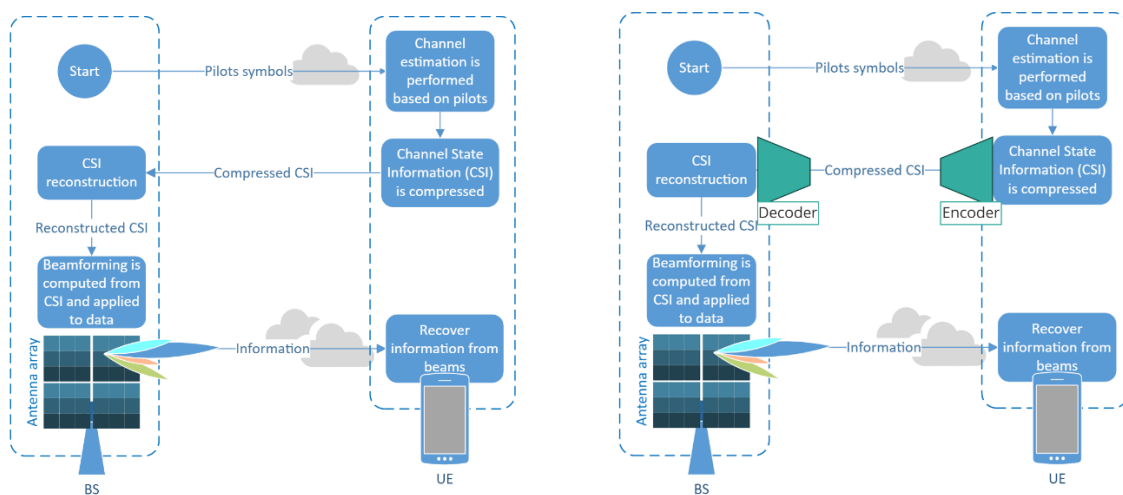 Start
Pilots symbols
Channel
estimation is
performed
based on pilots
CSI
reconstruction
Compressed CSI
Channel State
Information (CSI)
is compressed
Reconstructed CSI
Beamforming is
computed from
CSI and applied
to data
Antenna array
Information
Recover
information from
beams
BS
UE
Start
Pilots symbols
Channel
estimation is
performed
based on pilots
CSI
reconstruction
Compressed CSI
Channel State
Information (CSI)
is compressed
Decoder
Encoder
Reconstructed CSI
Beamforming is
computed from
CSI and applied
to data
Antenna array
Information
Recover
information from
beams
BS
UE